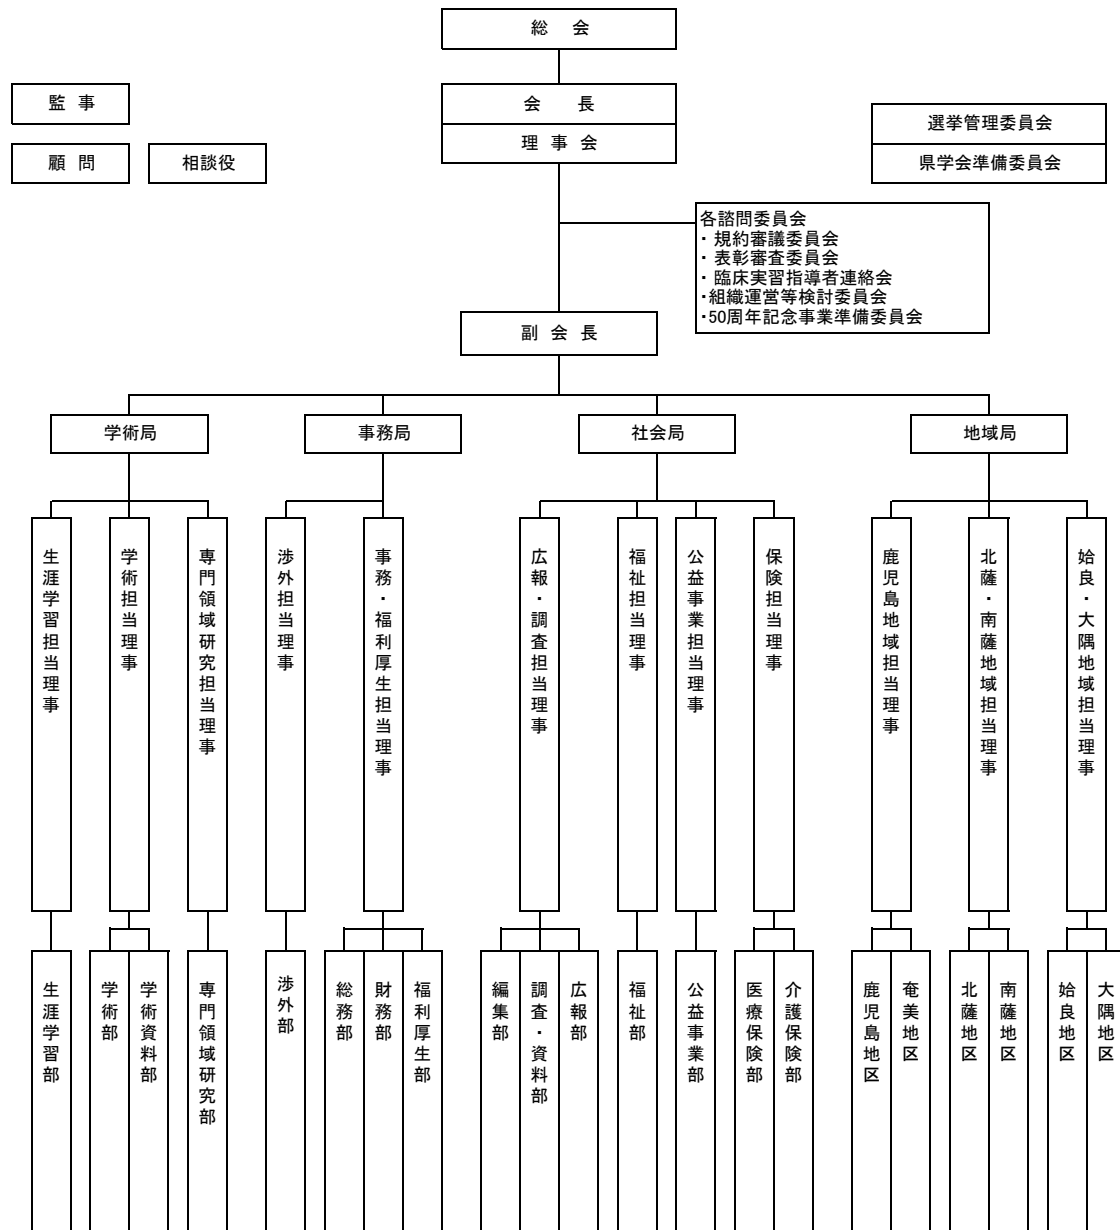 総 会
監 事
会 長
理 事 会
選挙管理委員会
県学会準備委員会
顧 問
相談役
各諮問委員会
・ 規約審議委員会
・ 表彰審査委員会
・ 臨床実習指導者連絡会
・組織運営等検討委員会
・50周年記念事業準備委員会
副 会 長
学術局
事務局
社会局
地域局
生涯学習担当理事
学術担当理事
専門領域研究担当理事
渉外担当理事
事務・福利厚生担当理事
広報・調査担当理事
福祉担当理事
公益事業担当理事
保険担当理事
鹿児島地域担当理事
北薩・南薩地域担当理事
姶良・大隅地域担当理事
生涯学習部
学術部
学術資料部
専門領域研究部
渉外部
総務部
財務部
福利厚生部
編集部
調査・資料部
広報部
福祉部
公益事業部
医療保険部
介護保険部
鹿児島地区
奄美地区
北薩地区
南薩地区
姶良地区
大隅地区